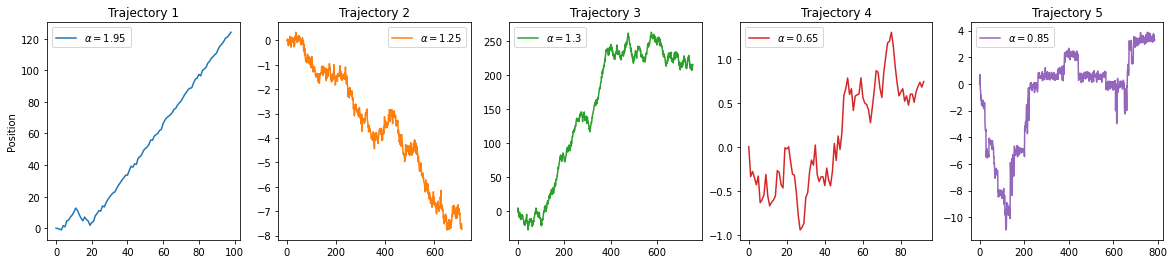 Trajectory 1
α = 1.95
Position
120
100
80
60
40
20
0
0 20 40 60 80 100
Trajectory 2
α = 1.25
0
−1
−2
−3
−4
−5
−6
−7
−8
0 200 400 600
Trajectory 3
α = 1.3
250
200
150
100
50
0
0 200 400 600
Trajectory 4
α = 0.65
1.0
0.5
0.0
−0.5
−1.0
0 20 40 60 80
Trajectory 5
α = 0.85
4
2
0
−2
−4
−6
−8
−10
0 200 400 600 800